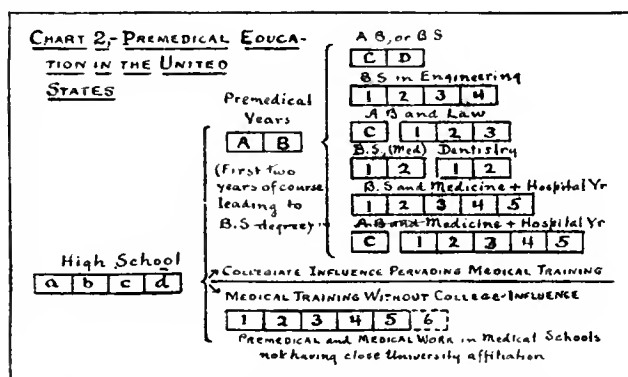 CHART 2,- PREMEDICAL EDUCA-
TION IN THE UNITED
STATES
Premedical
Years
A B
(First two
years of course
leading to
B.S degree)
High School
a b c d
A B, or B S
C D
B.S in Engineering
1 2 3 4
A B and Law
C 1 2 3
B.S, (Med) Dentistry
1 2 1 2
B.S and Medicine + Hospital Yr
1 2 3 4 5
A.B and Medicine + Hospital Yr
C 1 2 3 4 5
COLLEGIATE INFLUENCE PERVADING MEDICAL TRAINING
MEDICAL TRAINING WITHOUT COLLEGE-INFLUENCE
1 2 3 4 5 6
PREMEDICAL AND MEDICAL WORK in Medical Schools
not having close University affiliation